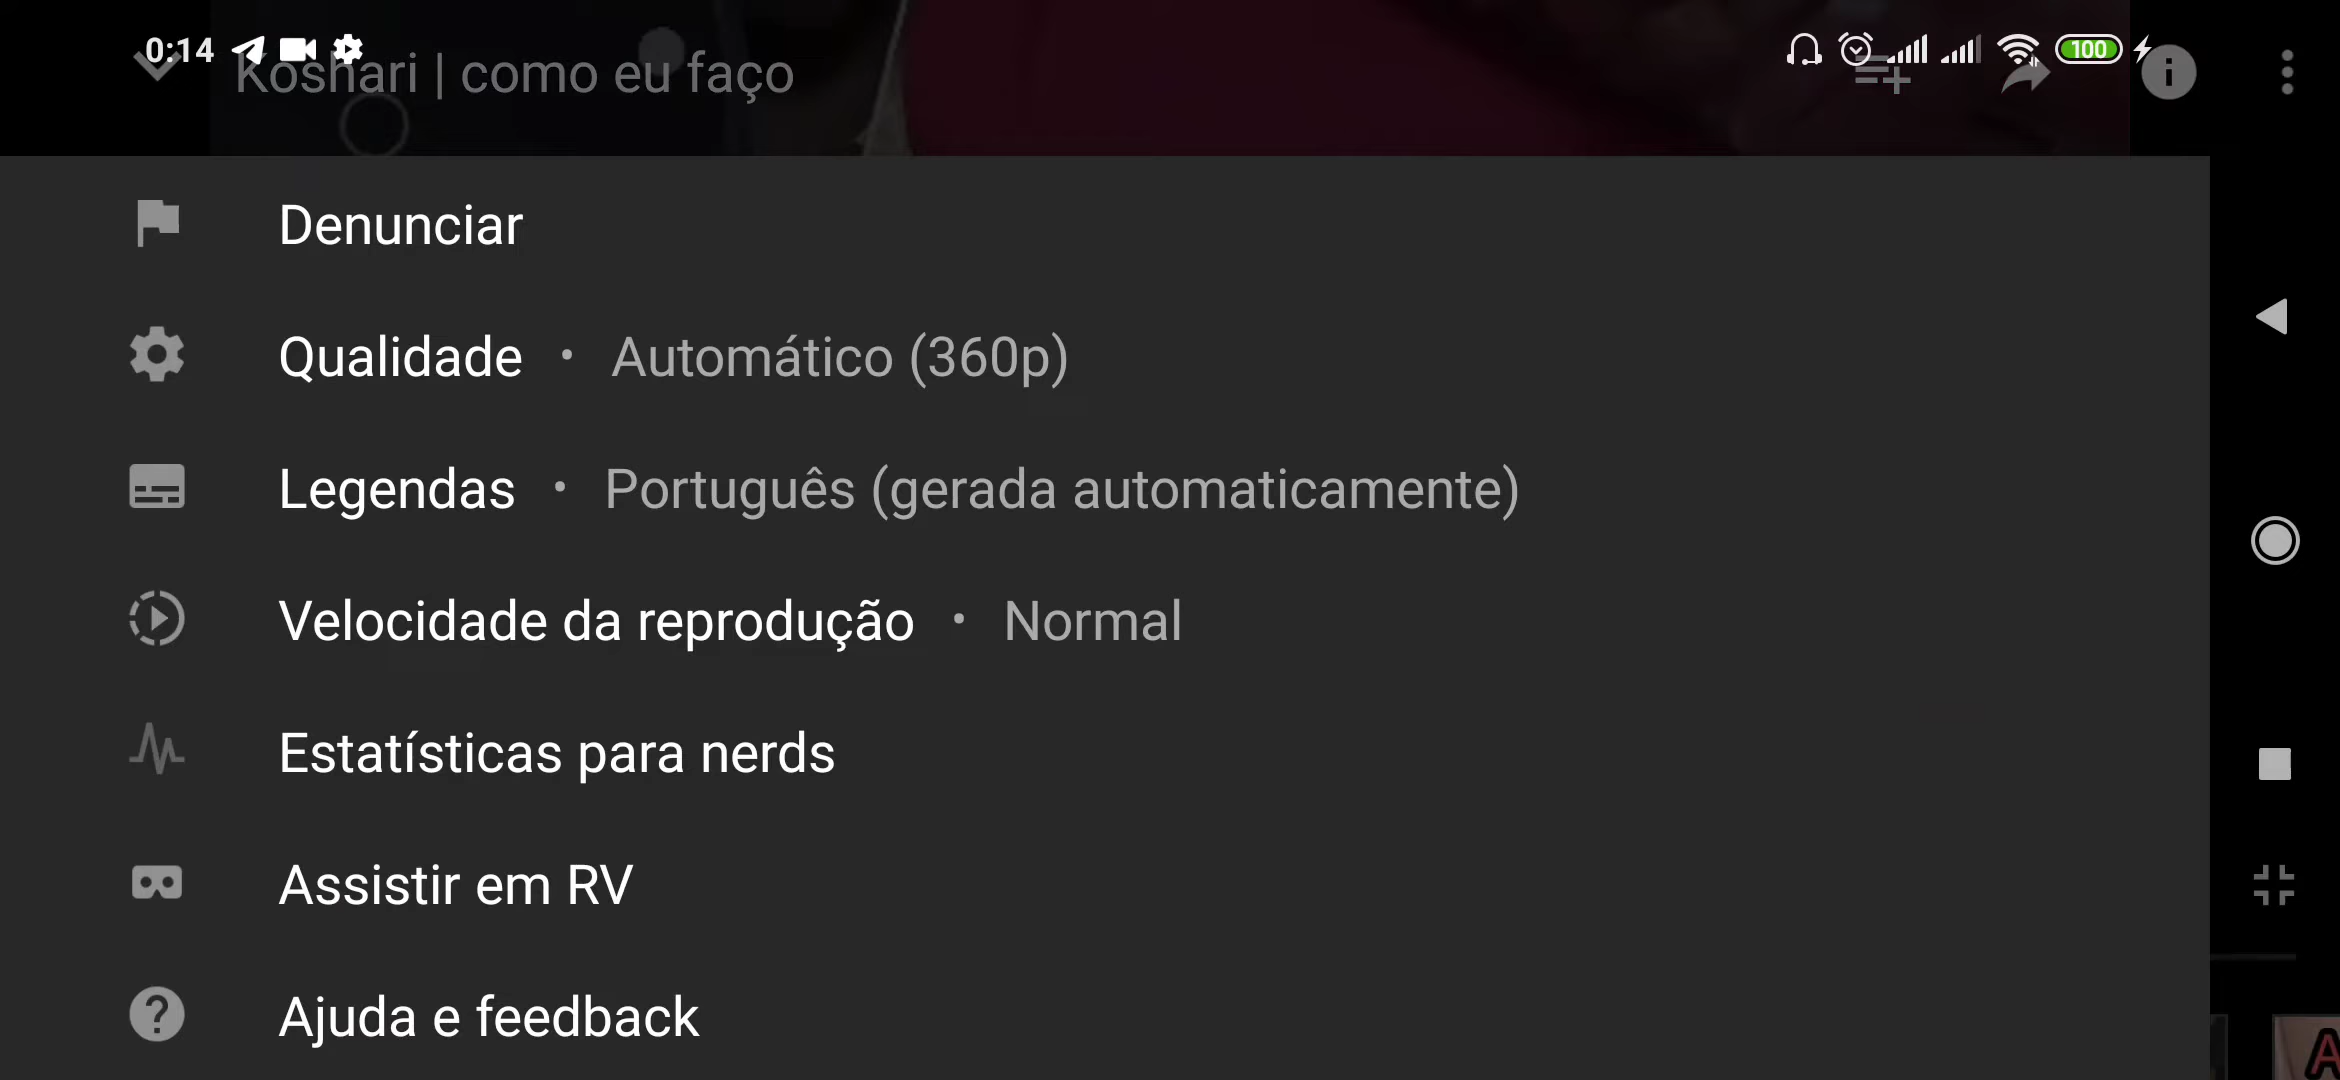 0:14
100
Koshari | como eu faço
Denunciar
Qualidade • Automático (360p)
Legendas • Português (gerada automaticamente)
Velocidade da reprodução • Normal
Estatísticas para nerds
Assistir em RV
Ajuda e feedback
A